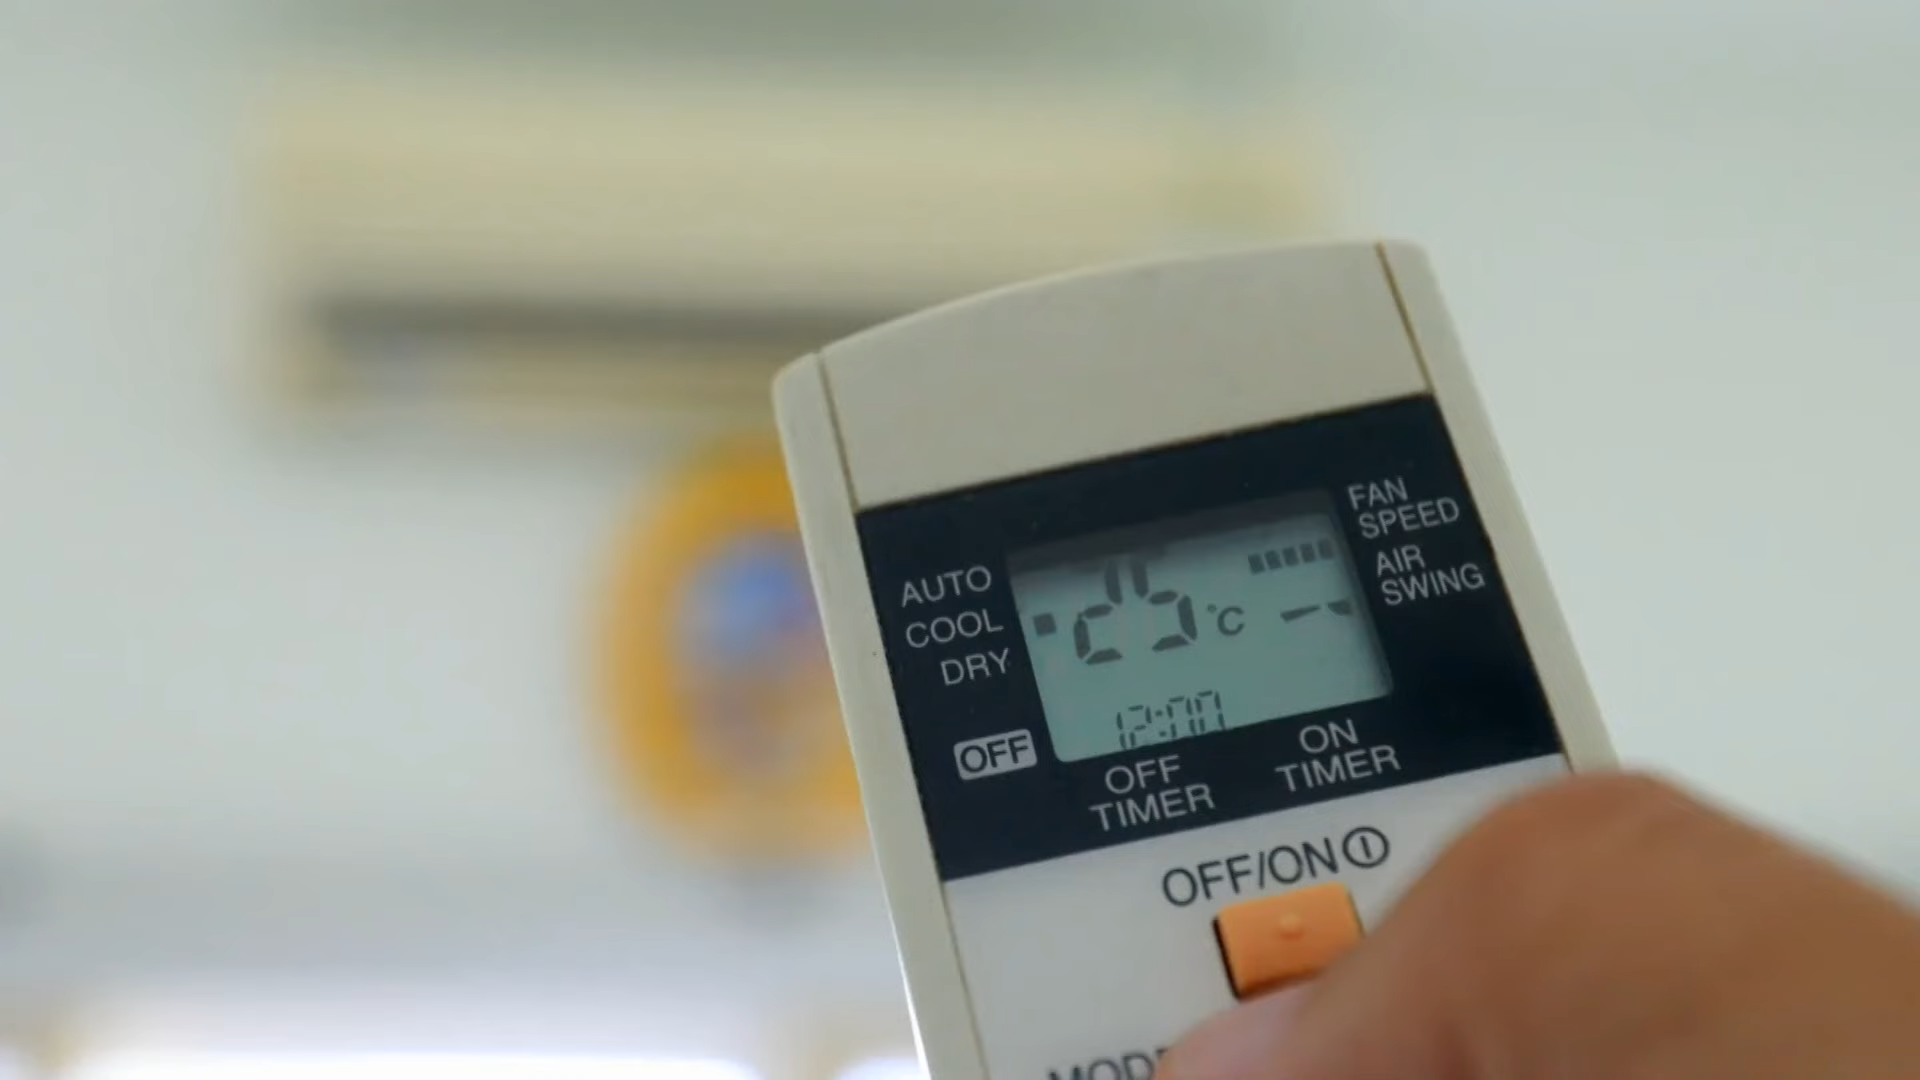 FAN
SPEED
AIR
SWING
AUTO
COOL
DRY
25 °C
12:00
OFF
OFF
TIMER
ON
TIMER
OFF/ON